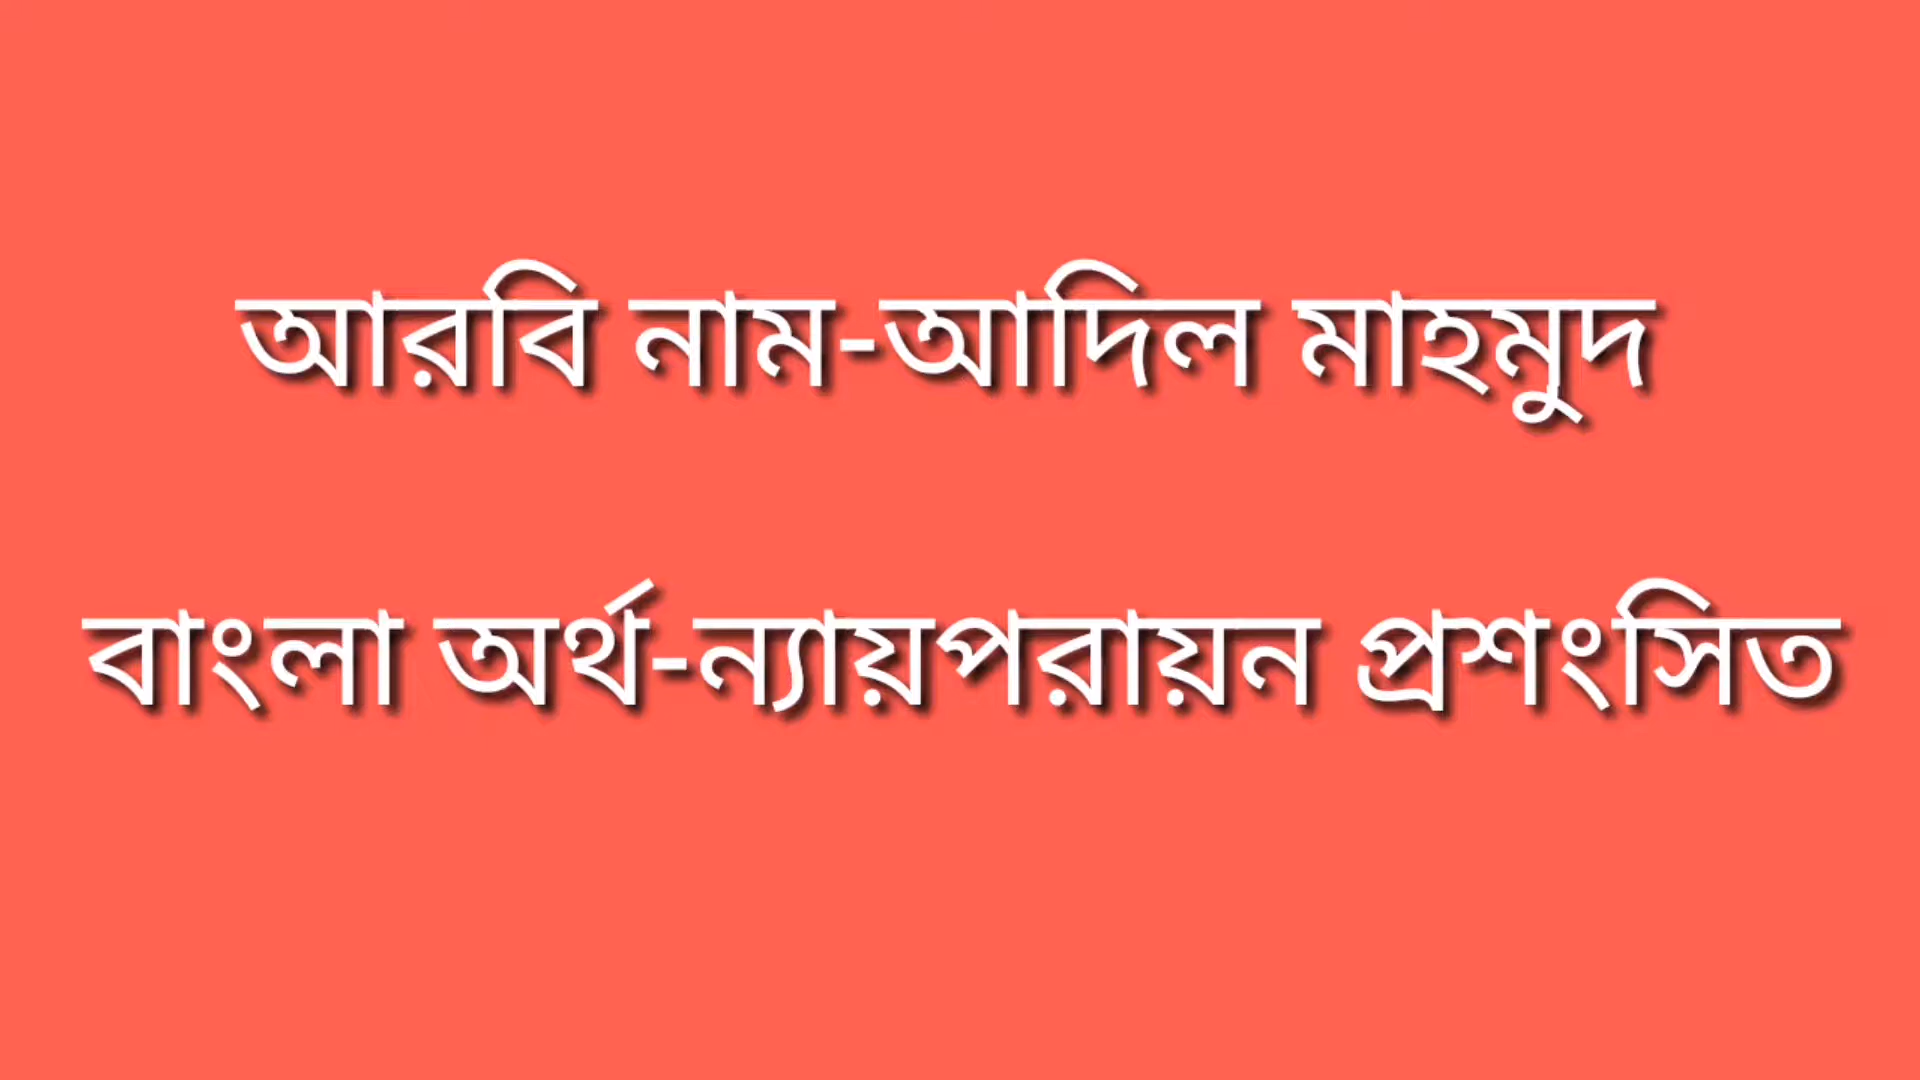 আরবি নাম-আদিল মাহমুদ
বাংলা অর্থ-ন্যায়পরায়ন প্রশংসিত